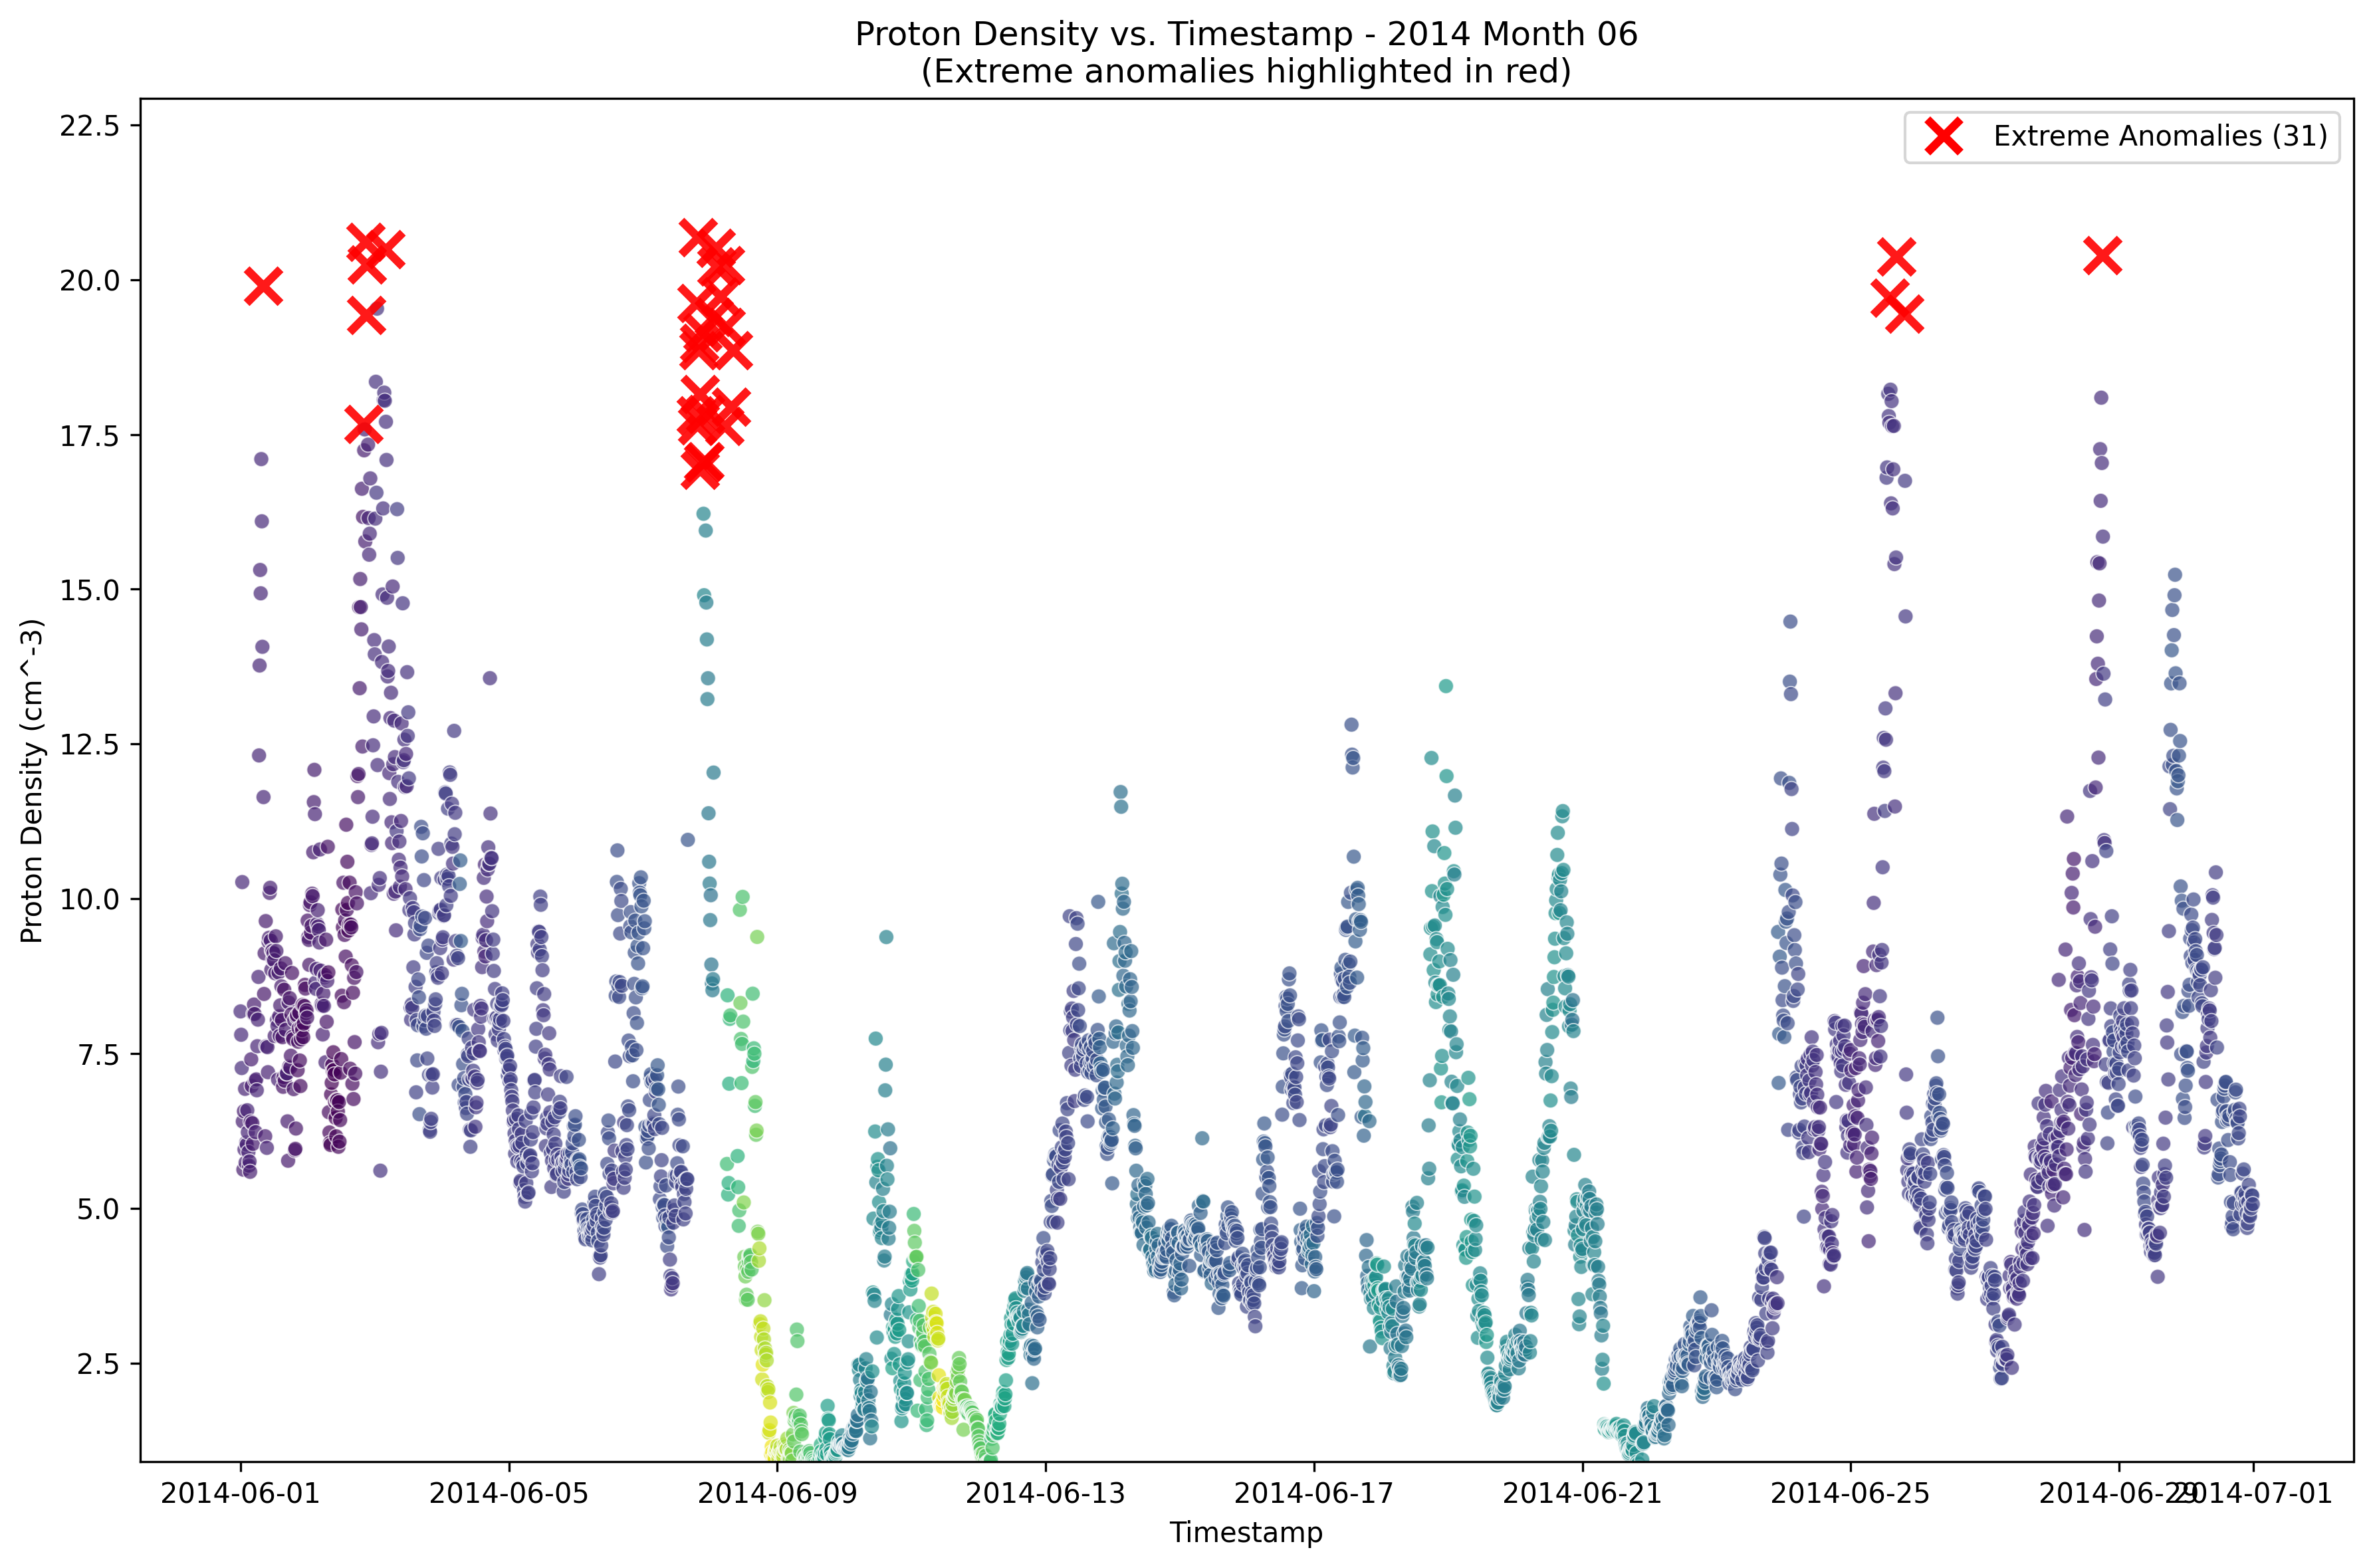 Proton Density vs. Timestamp - 2014 Month 06
(Extreme anomalies highlighted in red)
Extreme Anomalies (31)
Proton Density (cm^-3)
22.5
20.0
17.5
15.0
12.5
10.0
7.5
5.0
2.5
2014-06-01 2014-06-05 2014-06-09 2014-06-13 2014-06-17 2014-06-21 2014-06-25 2014-06-29 2014-07-01
Timestamp